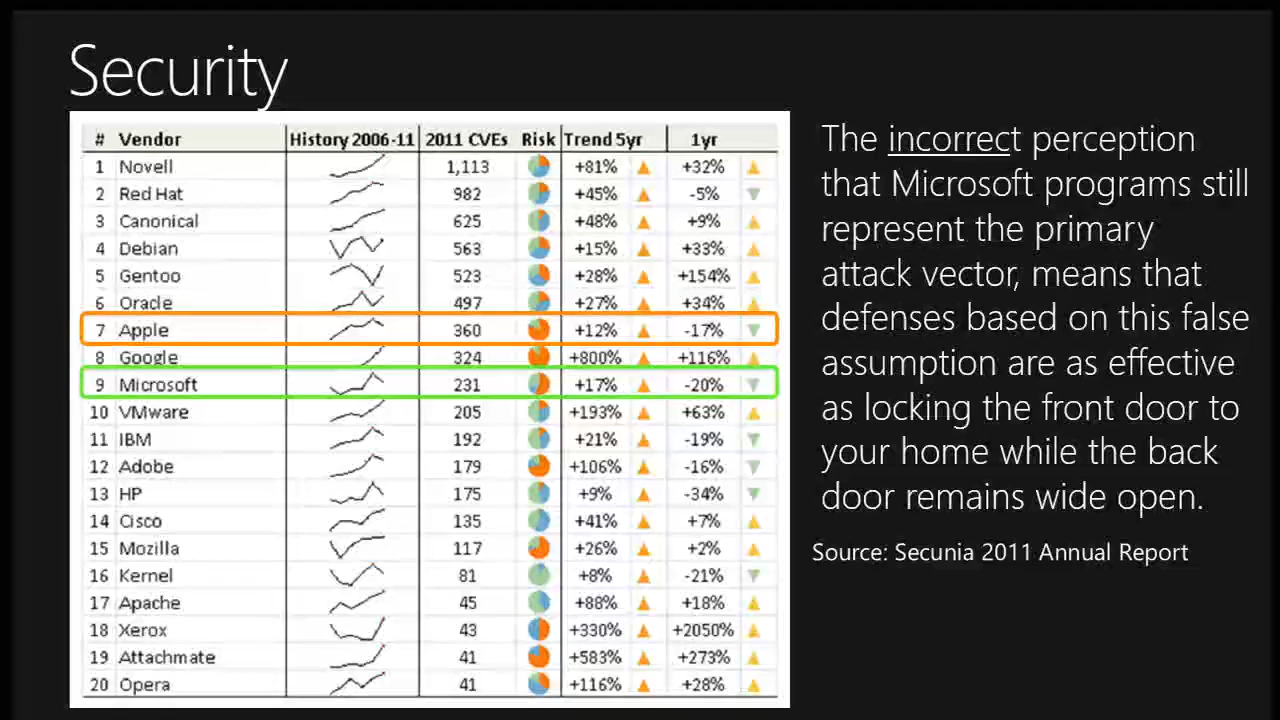 Security
# Vendor History 2006-11 2011 CVEs Risk Trend 5yr 1yr
1 Novell 1,113 +81% +32%
2 Red Hat 982 +45% -5%
3 Canonical 625 +48% +9%
4 Debian 563 +15% +33%
5 Gentoo 523 +28% +154%
6 Oracle 497 +27% +34%
7 Apple 360 +12% -17%
8 Google 324 +800% +116%
9 Microsoft 231 +17% -20%
10 VMware 205 +193% +63%
11 IBM 192 +21% -19%
12 Adobe 179 +106% -16%
13 HP 175 +9% -34%
14 Cisco 135 +41% +7%
15 Mozilla 117 +26% +2%
16 Kernel 81 +8% -21%
17 Apache 45 +88% +18%
18 Xerox 43 +330% +2050%
19 Attachmate 41 +583% +273%
20 Opera 41 +116% +28%
The incorrect perception
that Microsoft programs still
represent the primary
attack vector, means that
defenses based on this false
assumption are as effective
as locking the front door to
your home while the back
door remains wide open.
Source: Secunia 2011 Annual Report